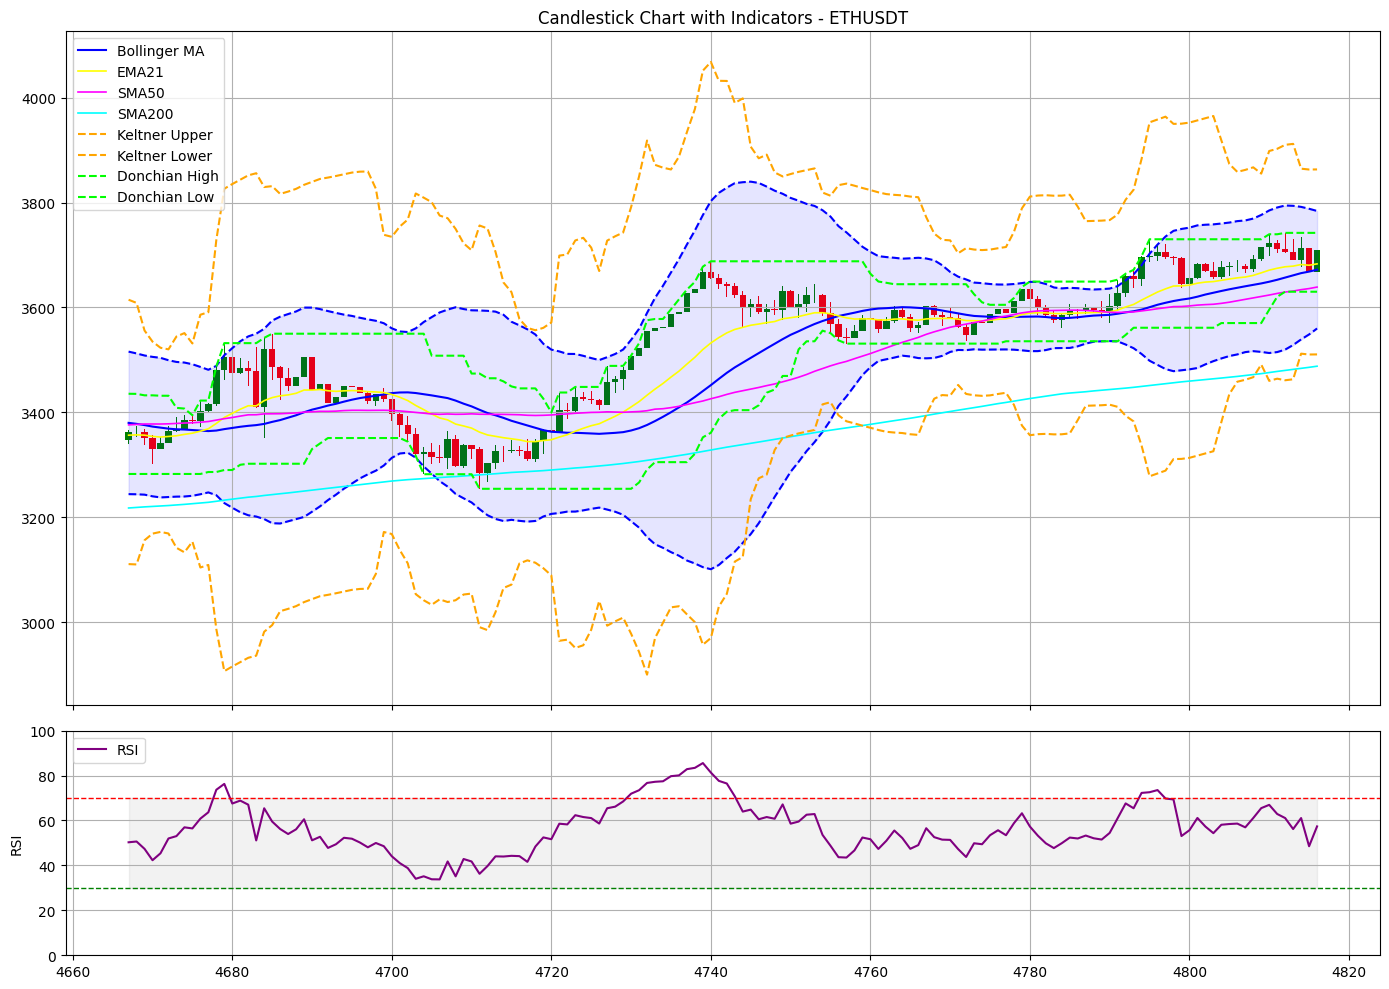 Candlestick Chart with Indicators - ETHUSDT
Bollinger MA
EMA21
SMA50
SMA200
Keltner Upper
Keltner Lower
Donchian High
Donchian Low
4000
3800
3600
3400
3200
3000
RSI
100
80
60
40
20
0
RSI
4660 4680 4700 4720 4740 4760 4780 4800 4820